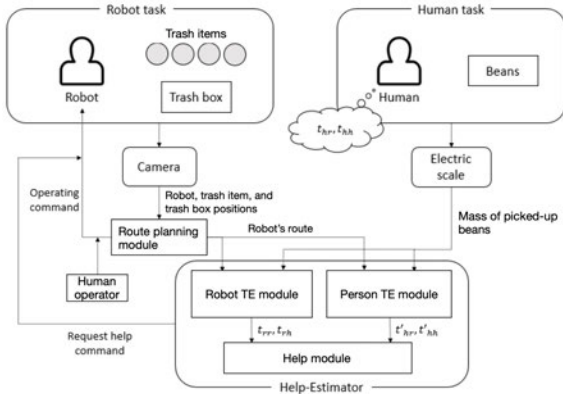 Robot task
Human task
Trash items
Robot
Trash box
Human
Beans
t_hr, t_hh
Camera
Electric
scale
Operating
command
Robot, trash item, and
trash box positions
Mass of picked-up
beans
Route planning
module
Robot's route
Human
operator
Robot TE module
Person TE module
Request help
command
t_rr, t_rh
t'_hr, t'_hh
Help module
Help-Estimator